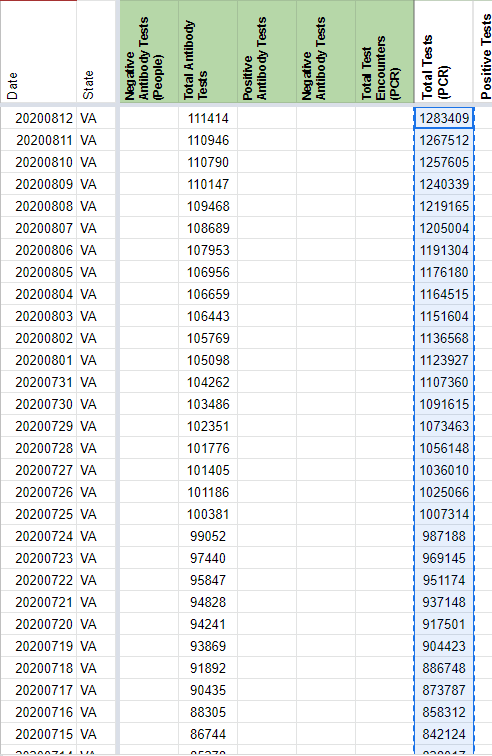 Date State Negative Antibody Tests (People) Total Antibody Tests Positive Antibody Tests Negative Antibody Tests Total Test Encounters (PCR) Total Tests (PCR) Positive Tests
20200812 VA 111414 1283409
20200811 VA 110946 1267512
20200810 VA 110790 1257605
20200809 VA 110147 1240339
20200808 VA 109468 1219165
20200807 VA 108689 1205004
20200806 VA 107953 1191304
20200805 VA 106956 1176180
20200804 VA 106659 1164515
20200803 VA 106443 1151604
20200802 VA 105769 1136568
20200801 VA 105098 1123927
20200731 VA 104262 1107360
20200730 VA 103486 1091615
20200729 VA 102351 1073463
20200728 VA 101776 1056148
20200727 VA 101405 1036010
20200726 VA 101186 1025066
20200725 VA 100381 1007314
20200724 VA 99052 987188
20200723 VA 97440 969145
20200722 VA 95847 951174
20200721 VA 94828 937148
20200720 VA 94241 917501
20200719 VA 93869 904423
20200718 VA 91892 886748
20200717 VA 90435 873787
20200716 VA 88305 858312
20200715 VA 86744 842124